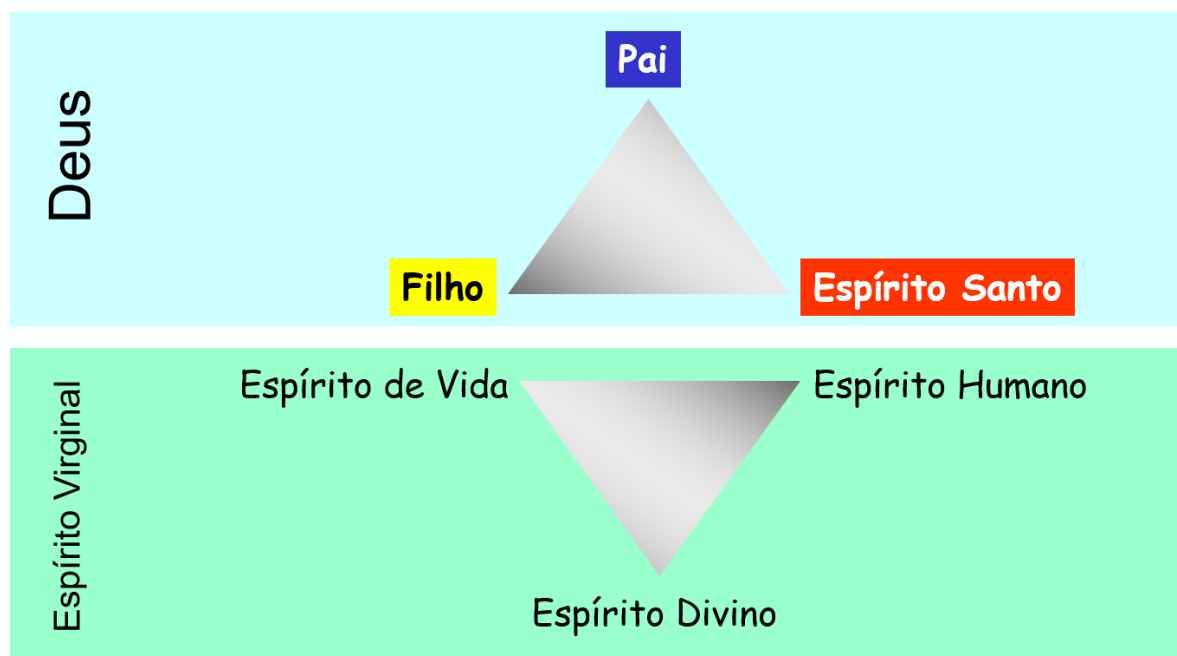 Deus
Pai
Filho
Espírito Santo
Espírito Virginal
Espírito de Vida
Espírito Humano
Espírito Divino